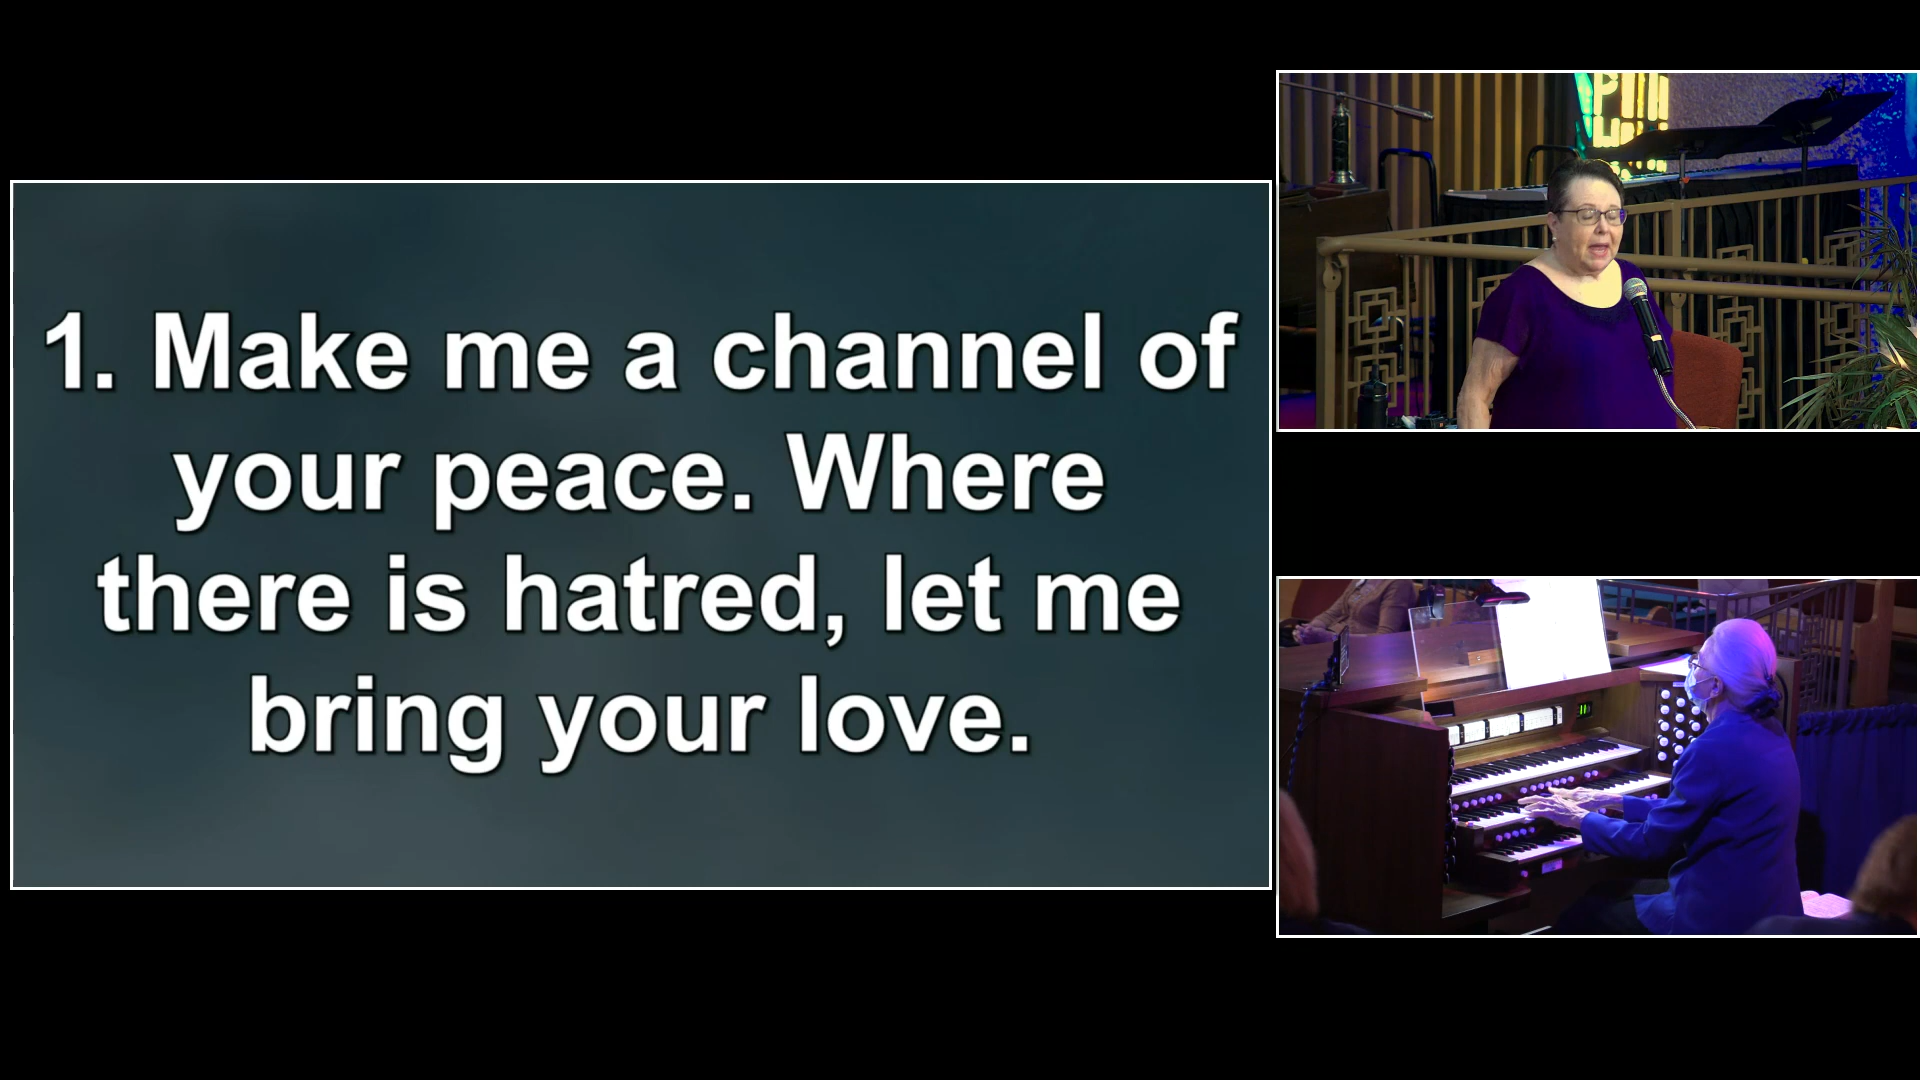 1. Make me a channel of
your peace. Where
there is hatred, let me
bring your love.